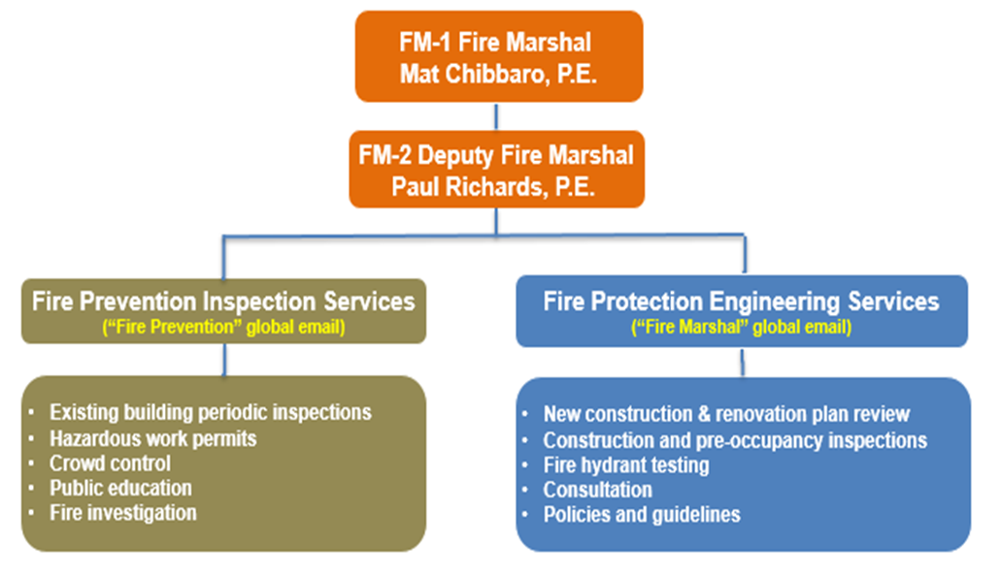 FM-1 Fire Marshal
Mat Chibbaro, P.E.
FM-2 Deputy Fire Marshal
Paul Richards, P.E.
Fire Prevention Inspection Services
(“Fire Prevention” global email)
• Existing building periodic inspections
• Hazardous work permits
• Crowd control
• Public education
• Fire investigation
Fire Protection Engineering Services
(“Fire Marshal” global email)
• New construction & renovation plan review
• Construction and pre-occupancy inspections
• Fire hydrant testing
• Consultation
• Policies and guidelines